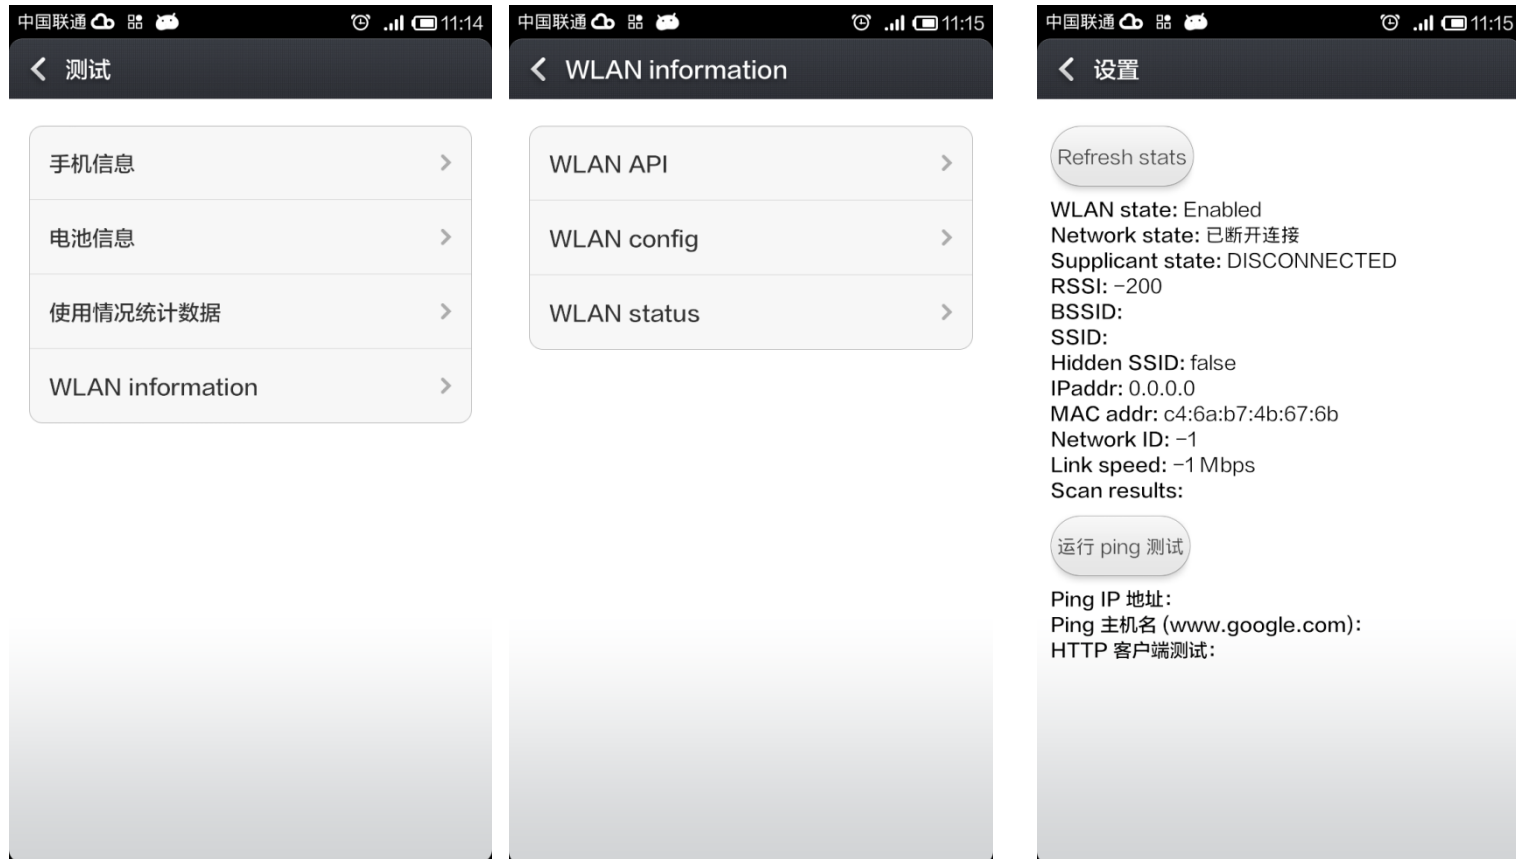 中国联通 11:14
测试
手机信息
电池信息
使用情况统计数据
WLAN information
中国联通 11:15
WLAN information
WLAN API
WLAN config
WLAN status
中国联通 11:15
设置
Refresh stats
WLAN state: Enabled
Network state: 已断开连接
Supplicant state: DISCONNECTED
RSSI: -200
BSSID:
SSID:
Hidden SSID: false
IPaddr: 0.0.0.0
MAC addr: c4:6a:b7:4b:67:6b
Network ID: -1
Link speed: -1 Mbps
Scan results:
运行 ping 测试
Ping IP 地址:
Ping 主机名 (www.google.com):
HTTP 客户端测试: